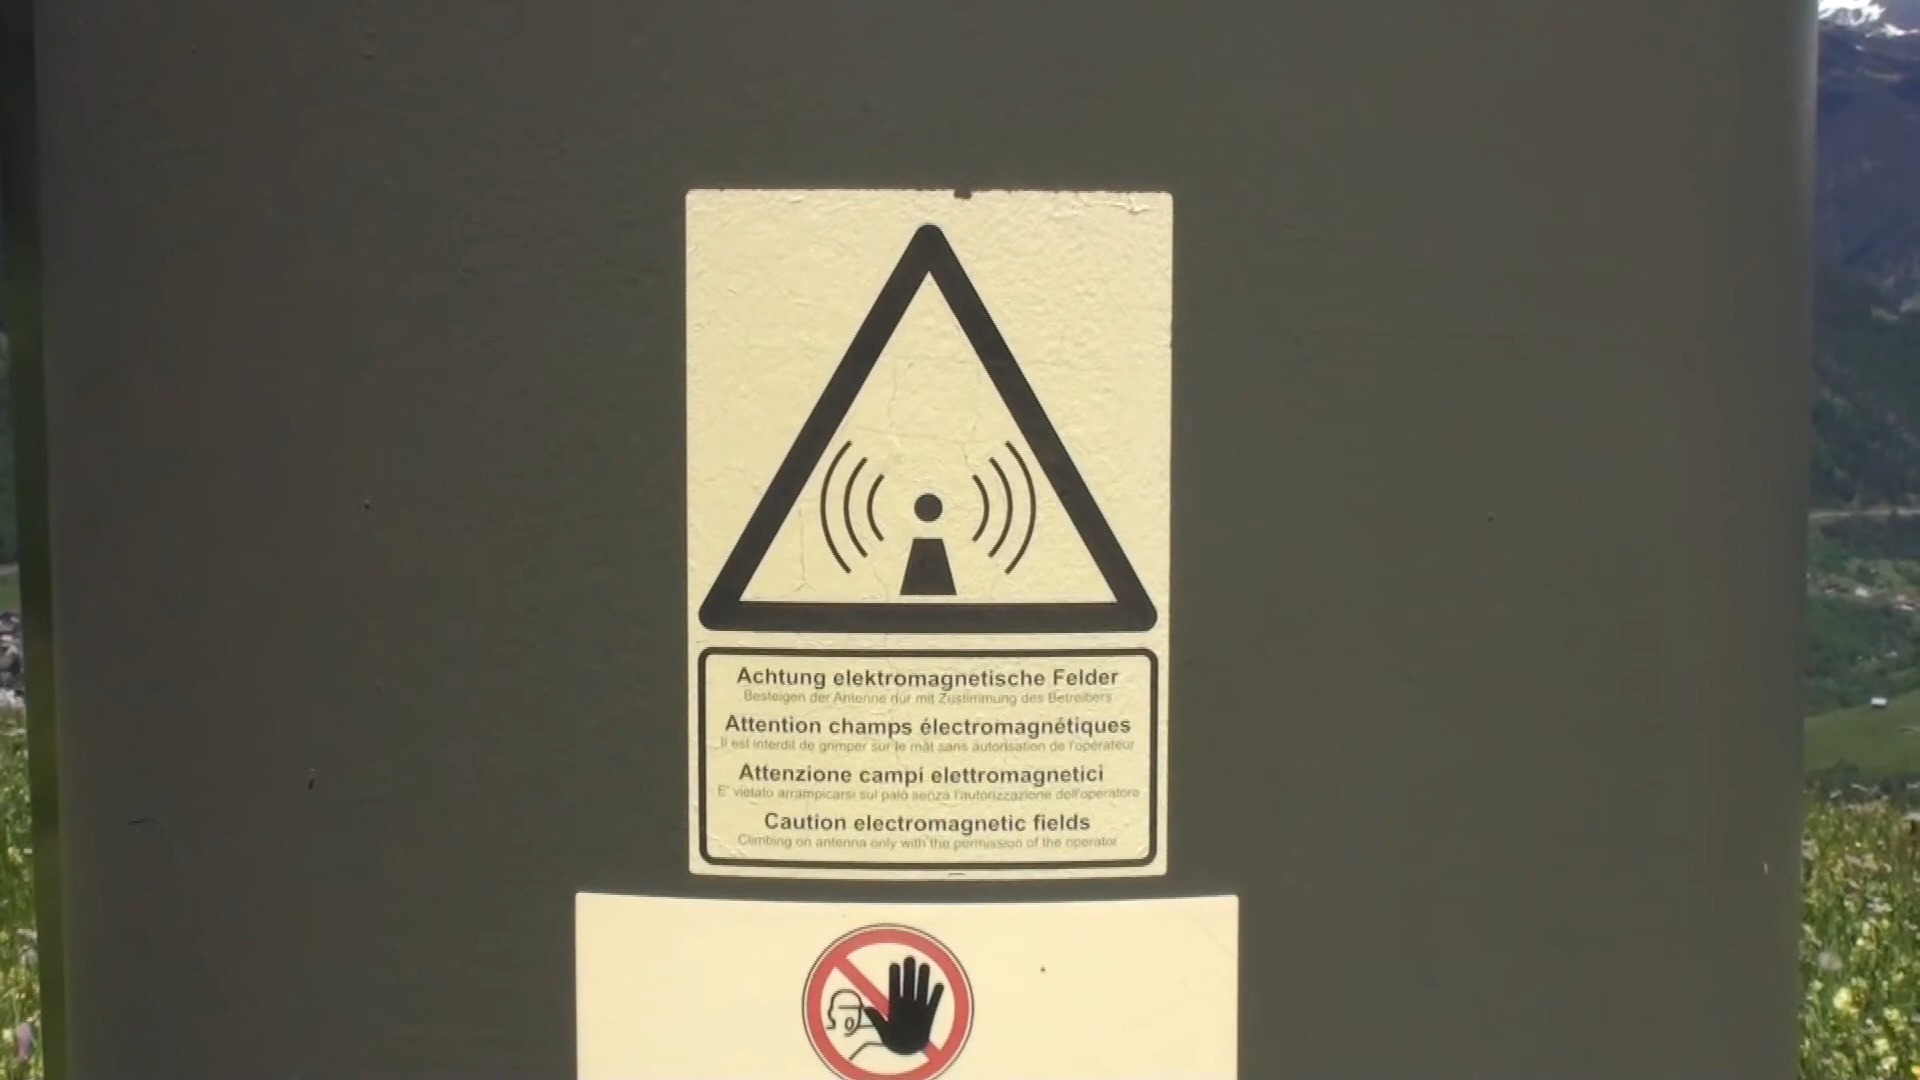 Achtung elektromagnetische Felder
Besteigen der Antenne nur mit Zustimmung des Betreibers
Attention champs électromagnétiques
Il est interdit de grimper sur le mât sans autorisation de l'opérateur
Attenzione campi elettromagnetici
E' vietato arrampicarsi sul palo senza l'autorizzazione dell'operatore
Caution electromagnetic fields
Climbing on antenna only with the permission of the operator